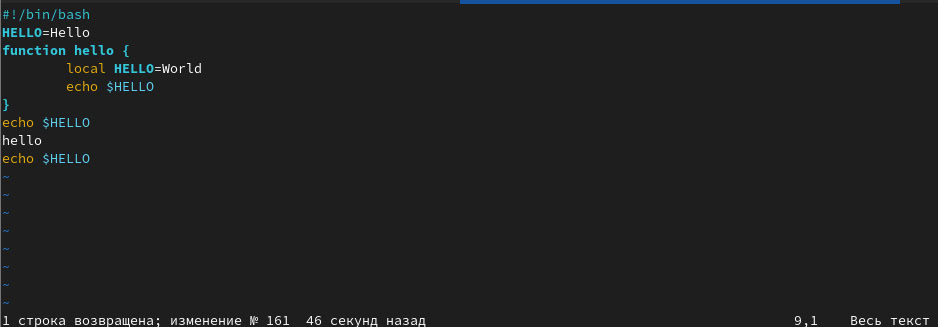 #!/bin/bash
HELLO=Hello
function hello {
        local HELLO=World
        echo $HELLO
}
echo $HELLO
hello
echo $HELLO
~
~
~
~
~
~
~
~
1 строка возвращена; изменение № 161  46 секунд назад 9,1 Весь текст